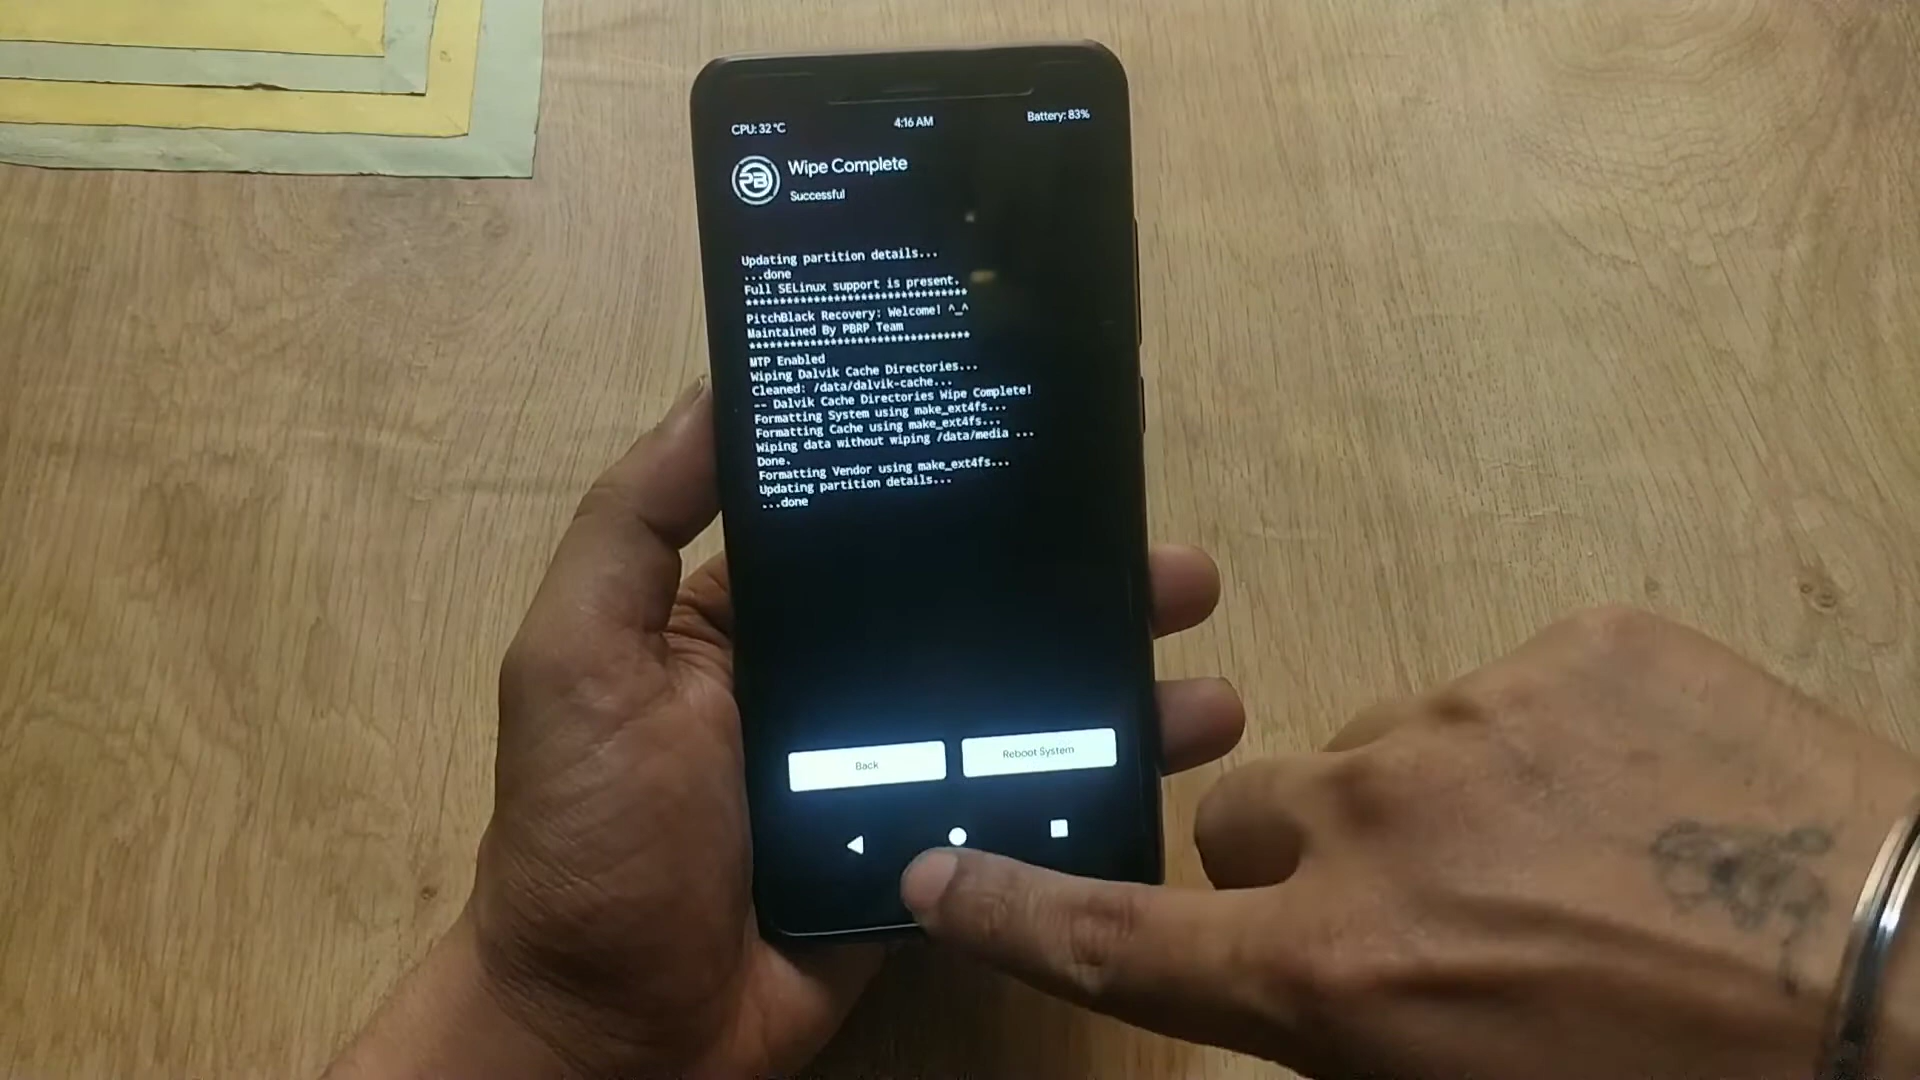 CPU: 32 °C
4:16 AM
Battery: 83%
PB
Wipe Complete
Successful
Updating partition details...
...done
Full SELinux support is present.
*********************************
PitchBlack Recovery: Welcome! ^_^
Maintained By PBRP Team
*********************************
MTP Enabled
Wiping Dalvik Cache Directories...
Cleaned: /data/dalvik-cache...
-- Dalvik Cache Directories Wipe Complete!
Formatting System using make_ext4fs...
Formatting Cache using make_ext4fs...
Wiping data without wiping /data/media ...
Done.
Formatting Vendor using make_ext4fs...
Updating partition details...
...done
Back
Reboot System